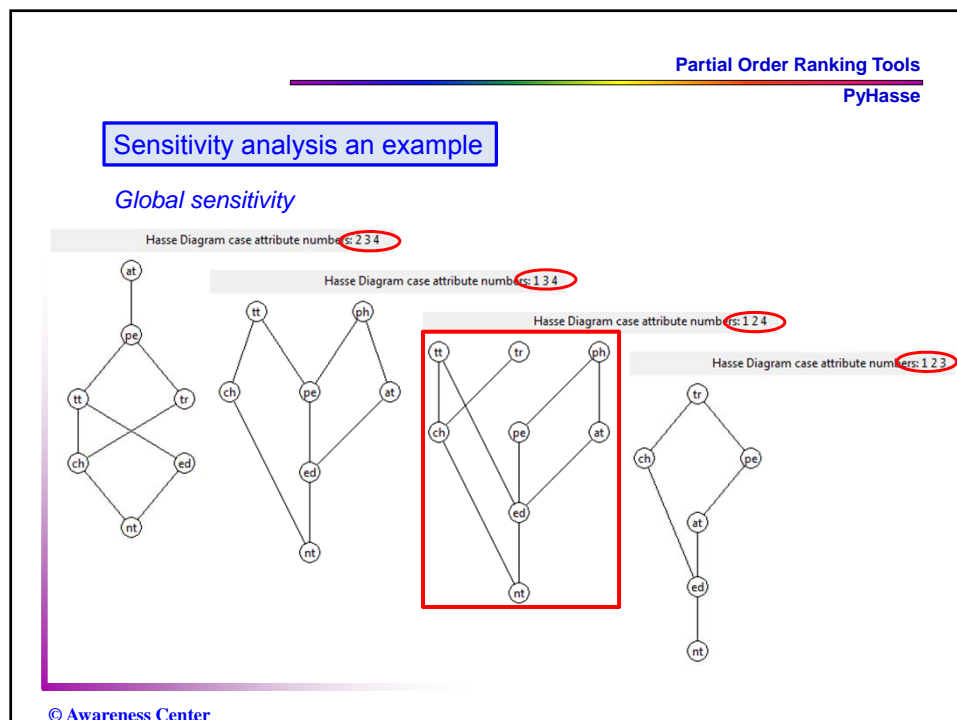 Partial Order Ranking Tools
PyHasse
Sensitivity analysis an example
Global sensitivity
Hasse Diagram case attribute numbers: 2 3 4
at
pe
tt tr
ch ed
nt
Hasse Diagram case attribute numbers: 1 3 4
tt ph
ch pe at
ed
nt
Hasse Diagram case attribute numbers: 1 2 4
tt tr ph
ch pe at
ed
nt
Hasse Diagram case attribute numbers: 1 2 3
tr
ch pe
at
ed
nt
© Awareness Center